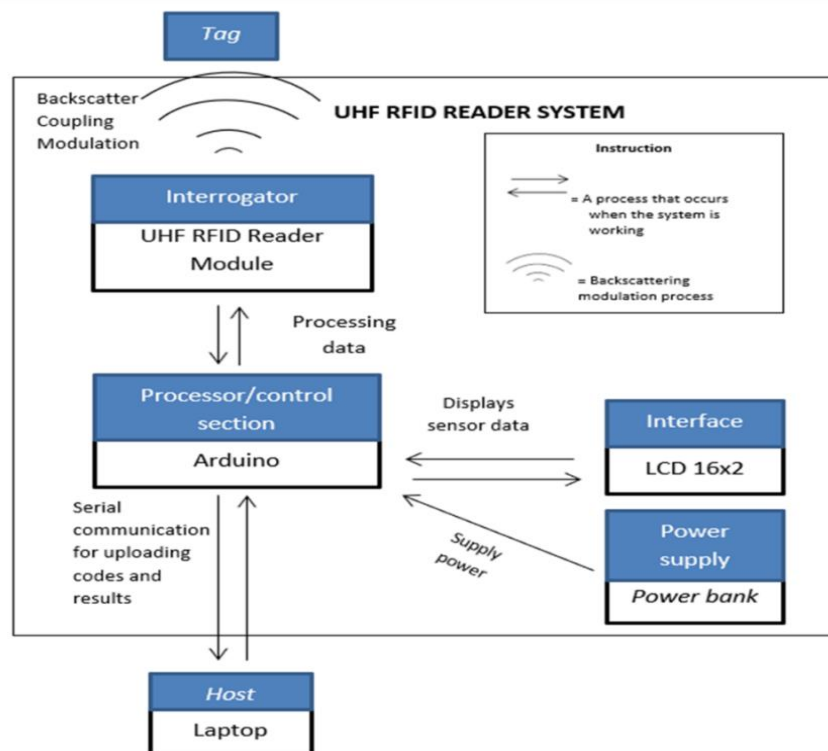 Tag
Backscatter
Coupling
Modulation
UHF RFID READER SYSTEM
Instruction
= A process that occurs
when the system is
working
= Backscattering
modulation process
Interrogator
UHF RFID Reader
Module
Processing
data
Processor/control
section
Arduino
Displays
sensor data
Interface
LCD 16x2
Serial
communication
for uploading
codes and
results
Supply
power
Power
supply
Power bank
Host
Laptop